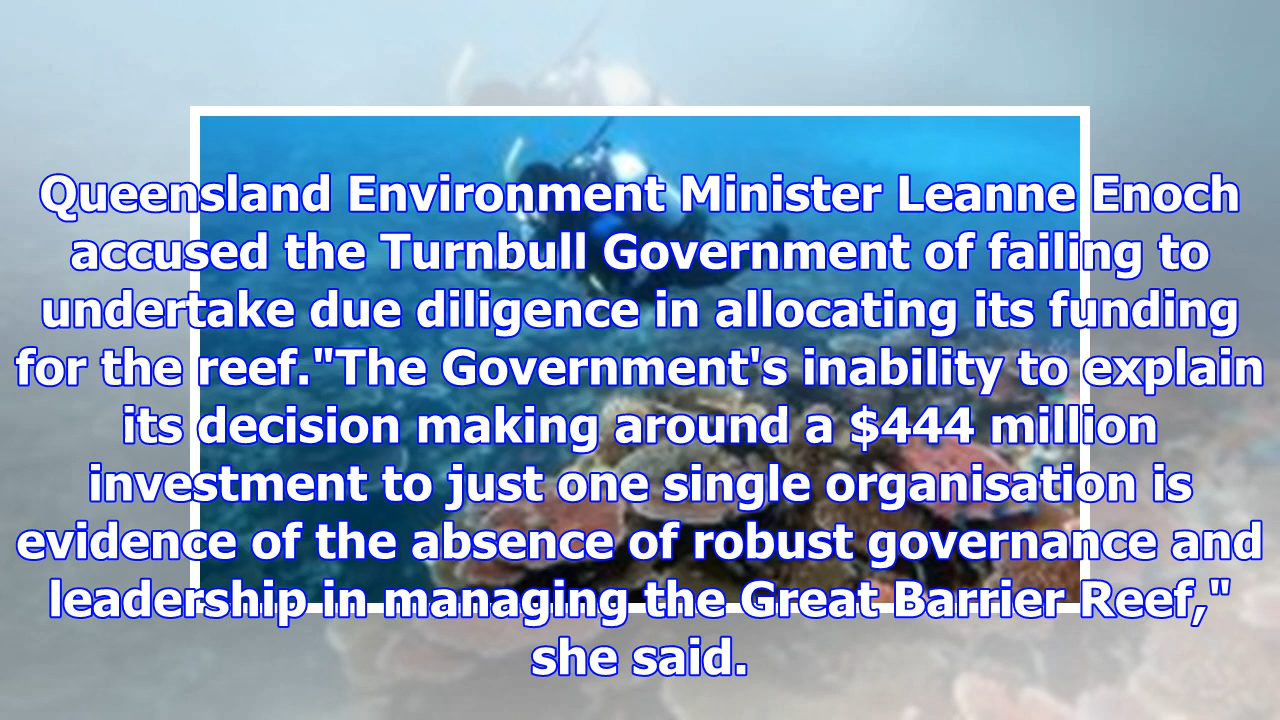 Queensland Environment Minister Leanne Enoch
accused the Turnbull Government of failing to
undertake due diligence in allocating its funding
for the reef."The Government's inability to explain
its decision making around a $444 million
investment to just one single organisation is
evidence of the absence of robust governance and
leadership in managing the Great Barrier Reef,"
she said.